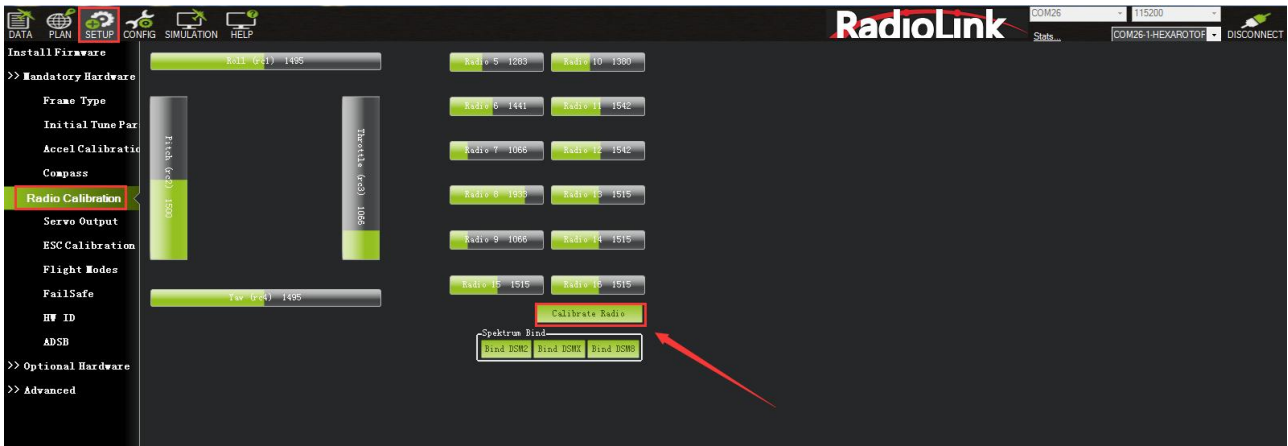 DATA PLAN SETUP CONFIG SIMULATION HELP
RadioLink
COM26 115200
Stats... COM26-1-HEXAROTOF DISCONNECT
Install Firmware
>> Mandatory Hardware
Frame Type
Initial Tune Par
Accel Calibratio
Compass
Radio Calibration
Servo Output
ESC Calibration
Flight Modes
FailSafe
HW ID
ADSB
>> Optional Hardware
>> Advanced
Roll (rc1) 1495
Pitch (rc2) 1500
Throttle (rc3) 1066
Yaw (rc4) 1495
Radio 5 1283 Radio 10 1380
Radio 6 1441 Radio 11 1542
Radio 7 1066 Radio 12 1542
Radio 8 1933 Radio 13 1515
Radio 9 1066 Radio 14 1515
Radio 15 1515 Radio 16 1515
Calibrate Radio
Spektrum Bind
Bind DSM2 Bind DSMX Bind DSM8